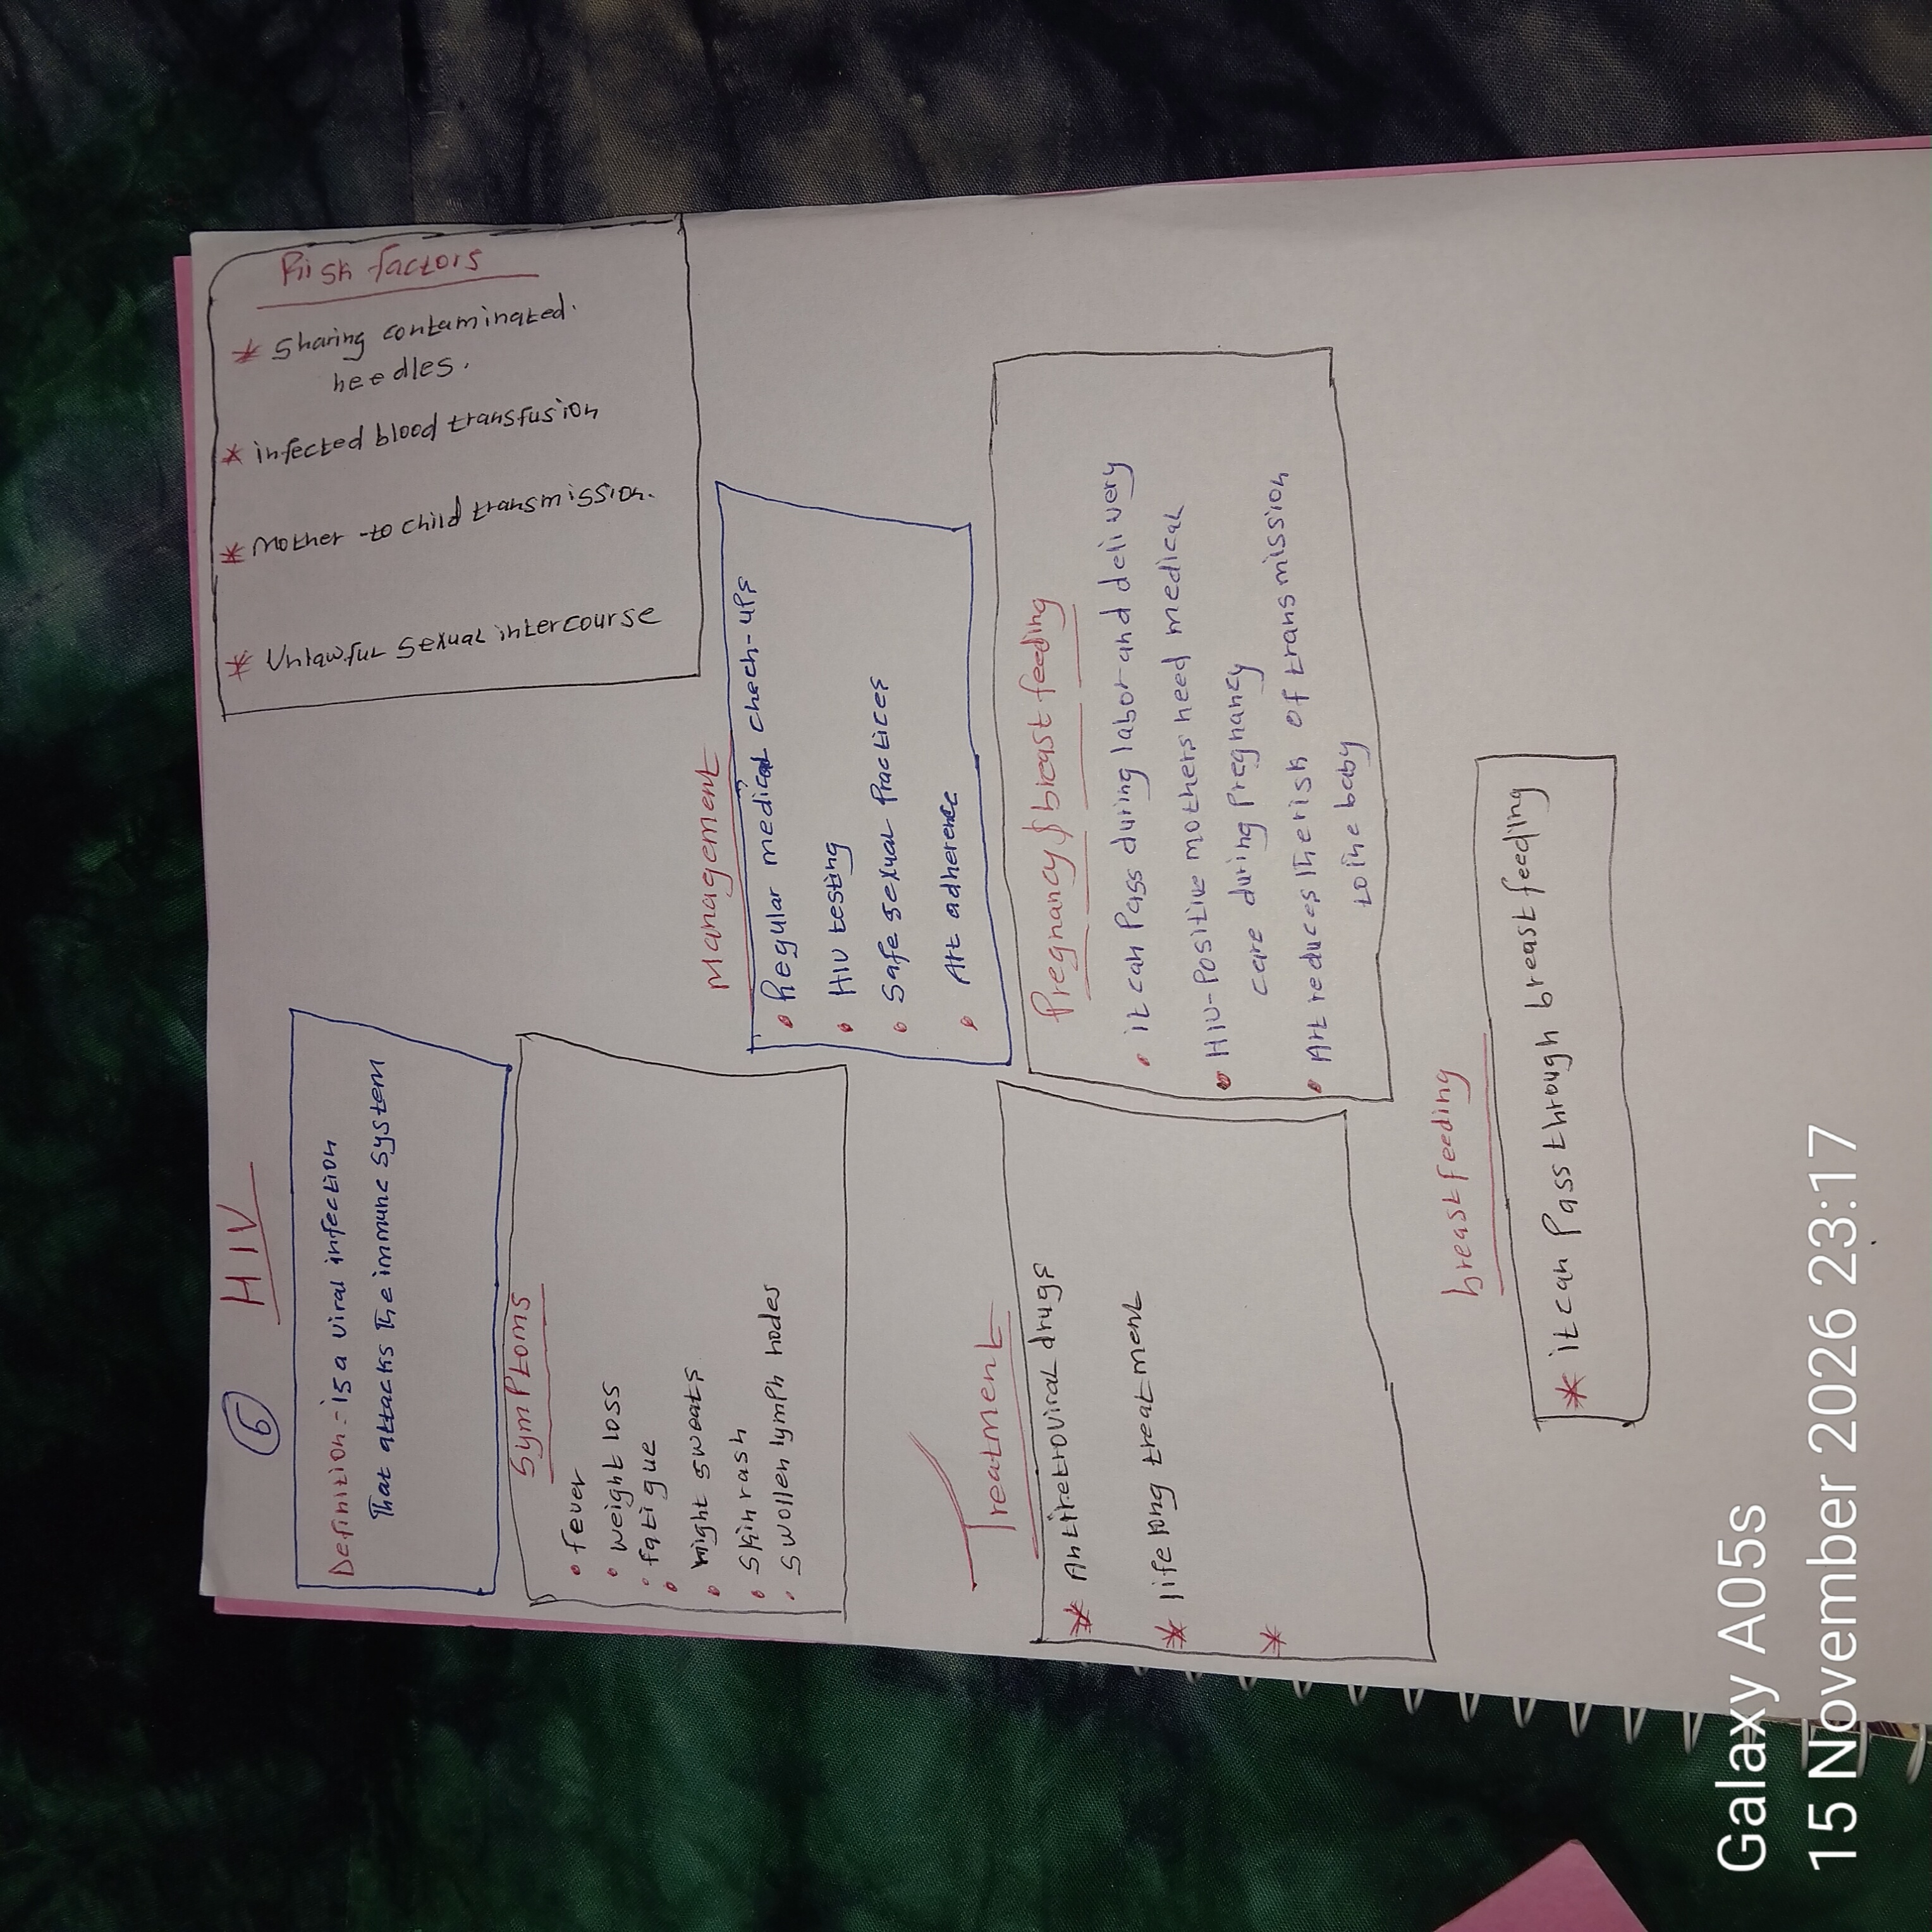 6 HIV
Definition - is a viral infection
That attacks The immune system
Symptoms
• fever
• weight loss
• fatigue
•
• night sweats
• Skin rash
• swollen lymph nodes
Risk factors
* Sharing contaminated.
needles.
* infected blood transfusion
* Mother -to child transmission.
* Unlawful sexual intercourse
Management
• Regular medical check-ups
• HIV testing
• Safe sexual Practices
• Art adherence
Treatment
* Antiretroviral drugs
* life long treatment
*
Pregnancy $ breast feeding
• it can Pass during labor and delivery
• HIV-Positive mothers need medical
care during Pregnancy
• Art reduces The risk of transmission
to the baby
breastfeeding
* it can Pass through breast feeding
Galaxy A05s
15 November 2026 23:17